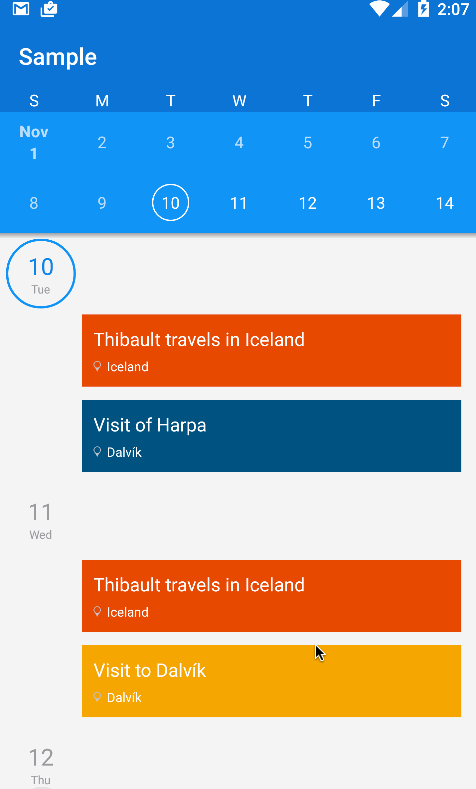 2:07
Sample
S M T W T F S
Nov
1 2 3 4 5 6 7
8 9 10 11 12 13 14
10
Tue
Thibault travels in Iceland
Iceland
Visit of Harpa
Dalvík
11
Wed
Thibault travels in Iceland
Iceland
Visit to Dalvík
Dalvík
12
Thu